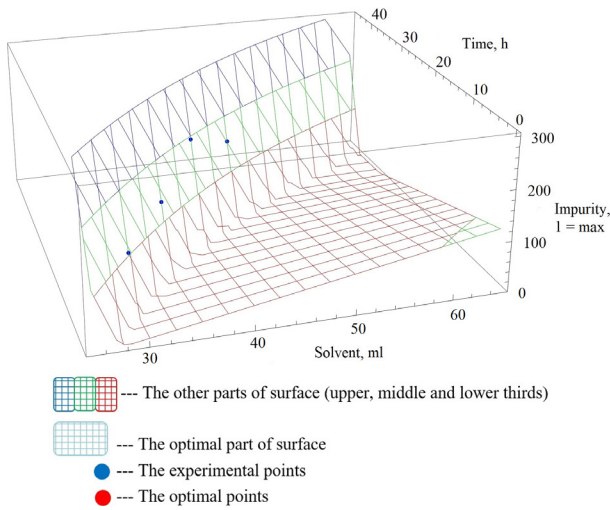 40
30
Time, h
20
10
0
300
200
Impurity,
1 = max
100
0
30
40
50
60
Solvent, ml
--- The other parts of surface (upper, middle and lower thirds)
--- The optimal part of surface
--- The experimental points
--- The optimal points